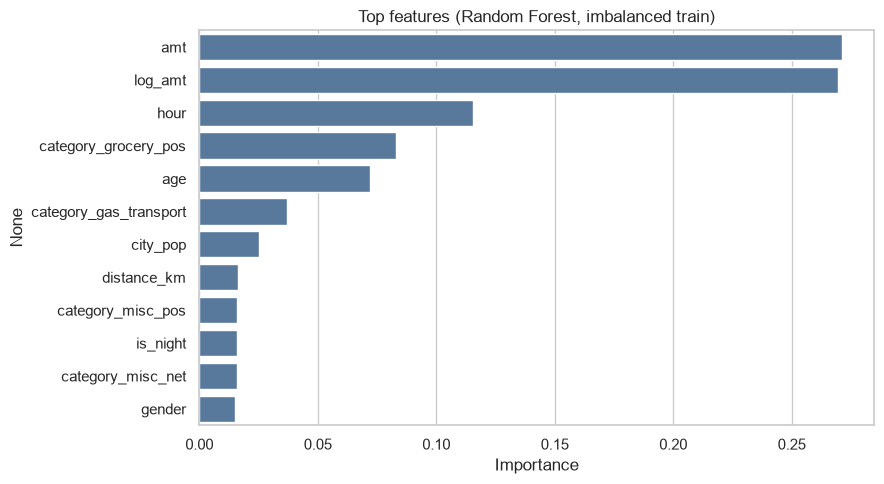 Top features (Random Forest, imbalanced train)
amt
log_amt
hour
category_grocery_pos
age
category_gas_transport
city_pop
distance_km
category_misc_pos
is_night
category_misc_net
gender
None
0.00 0.05 0.10 0.15 0.20 0.25
Importance